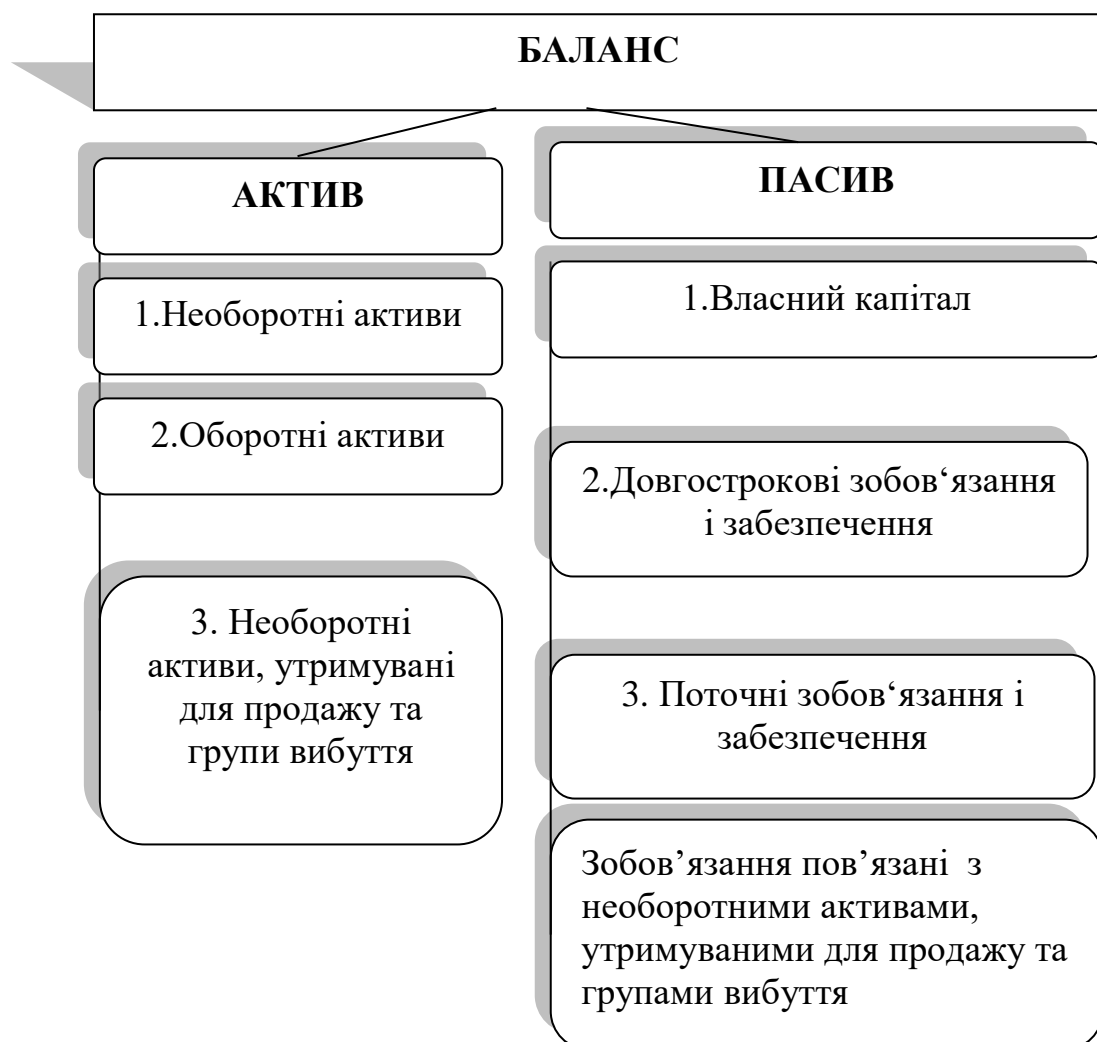 БАЛАНС
АКТИВ
1.Необоротні активи
2.Оборотні активи
3. Необоротні
активи, утримувані
для продажу та
групи вибуття
ПАСИВ
1.Власний капітал
2.Довгострокові зобов‘язання
і забезпечення
3. Поточні зобов‘язання і
забезпечення
Зобов’язання пов’язані  з
необоротними активами,
утримуваними для продажу та
групами вибуття